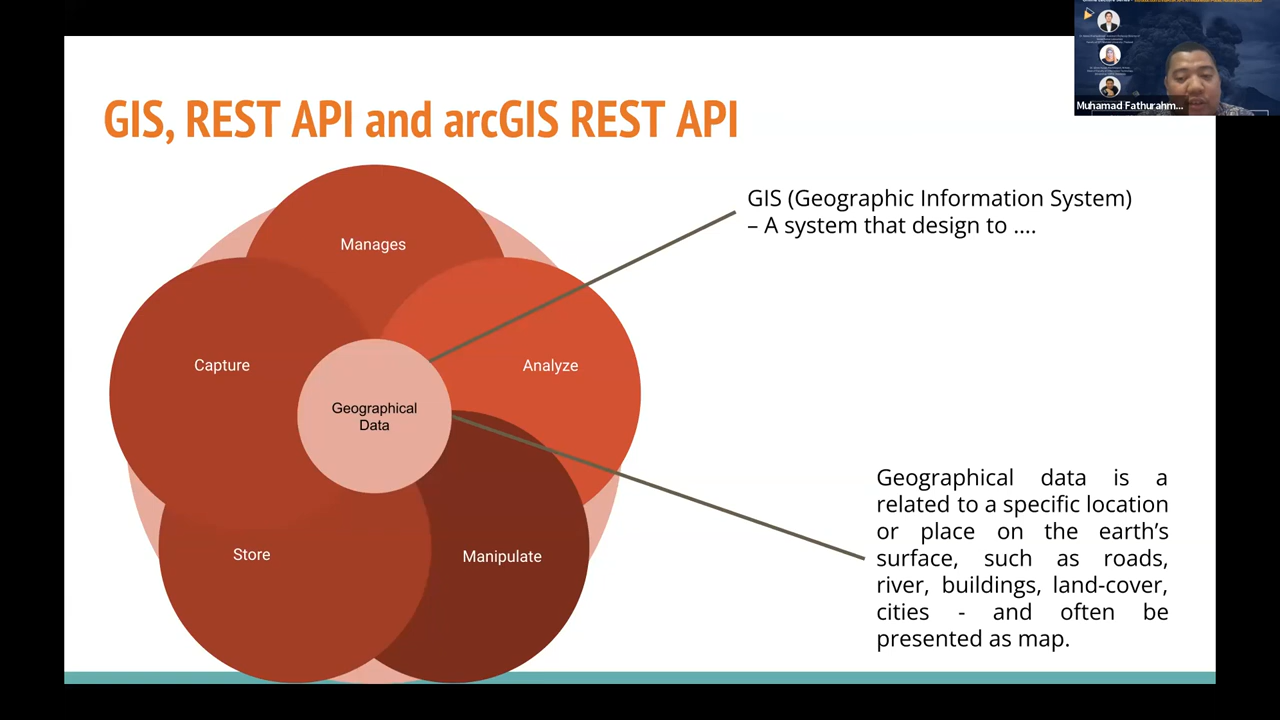 GIS, REST API and arcGIS REST API
Muhamad Fathurahm...
GIS (Geographic Information System)
– A system that design to ....
Manages
Capture
Analyze
Geographical
Data
Store
Manipulate
Geographical data is a
related to a specific location
or place on the earth’s
surface, such as roads,
river, buildings, land-cover,
cities - and often be
presented as map.